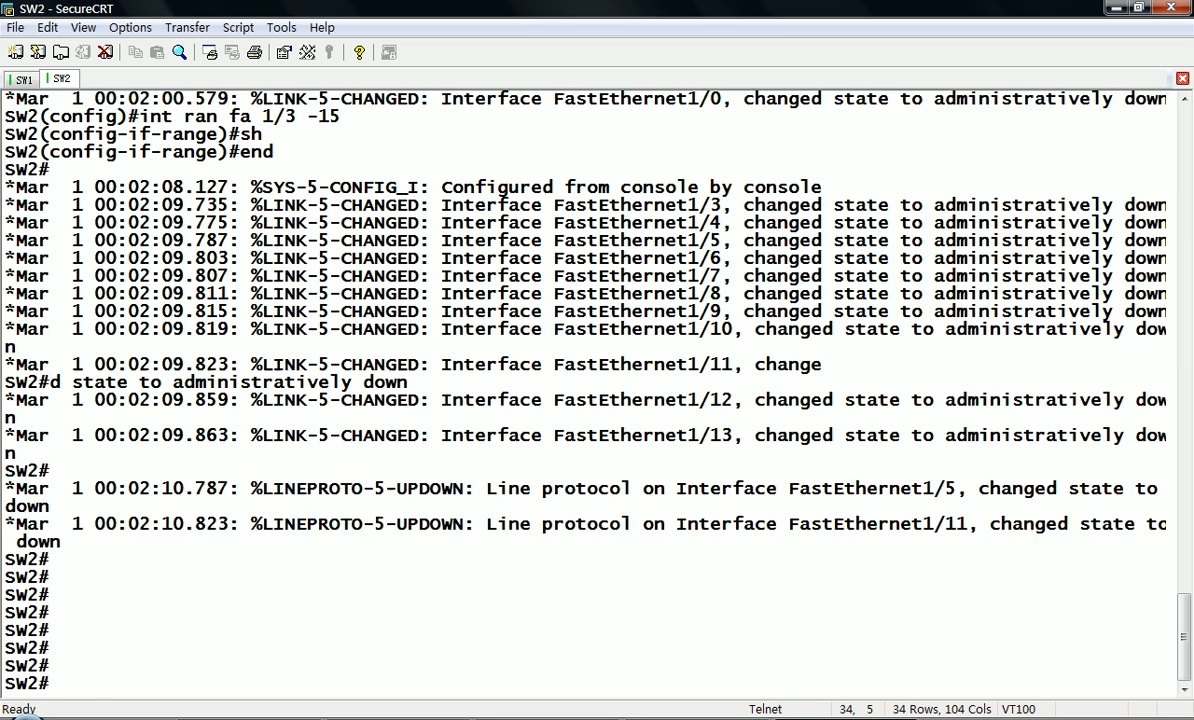 SW2 - SecureCRT
File Edit View Options Transfer Script Tools Help
SW1 SW2
*Mar  1 00:02:00.579: %LINK-5-CHANGED: Interface FastEthernet1/0, changed state to administratively down
SW2(config)#int ran fa 1/3 -15
SW2(config-if-range)#sh
SW2(config-if-range)#end
SW2#
*Mar  1 00:02:08.127: %SYS-5-CONFIG_I: Configured from console by console
*Mar  1 00:02:09.735: %LINK-5-CHANGED: Interface FastEthernet1/3, changed state to administratively down
*Mar  1 00:02:09.775: %LINK-5-CHANGED: Interface FastEthernet1/4, changed state to administratively down
*Mar  1 00:02:09.787: %LINK-5-CHANGED: Interface FastEthernet1/5, changed state to administratively down
*Mar  1 00:02:09.803: %LINK-5-CHANGED: Interface FastEthernet1/6, changed state to administratively down
*Mar  1 00:02:09.807: %LINK-5-CHANGED: Interface FastEthernet1/7, changed state to administratively down
*Mar  1 00:02:09.811: %LINK-5-CHANGED: Interface FastEthernet1/8, changed state to administratively down
*Mar  1 00:02:09.815: %LINK-5-CHANGED: Interface FastEthernet1/9, changed state to administratively down
*Mar  1 00:02:09.819: %LINK-5-CHANGED: Interface FastEthernet1/10, changed state to administratively dow
n
*Mar  1 00:02:09.823: %LINK-5-CHANGED: Interface FastEthernet1/11, change
SW2#d state to administratively down
*Mar  1 00:02:09.859: %LINK-5-CHANGED: Interface FastEthernet1/12, changed state to administratively dow
n
*Mar  1 00:02:09.863: %LINK-5-CHANGED: Interface FastEthernet1/13, changed state to administratively dow
n
SW2#
*Mar  1 00:02:10.787: %LINEPROTO-5-UPDOWN: Line protocol on Interface FastEthernet1/5, changed state to
down
*Mar  1 00:02:10.823: %LINEPROTO-5-UPDOWN: Line protocol on Interface FastEthernet1/11, changed state to
 down
SW2#
SW2#
SW2#
SW2#
SW2#
SW2#
SW2#
SW2#
Ready Telnet 34, 5 34 Rows, 104 Cols VT100